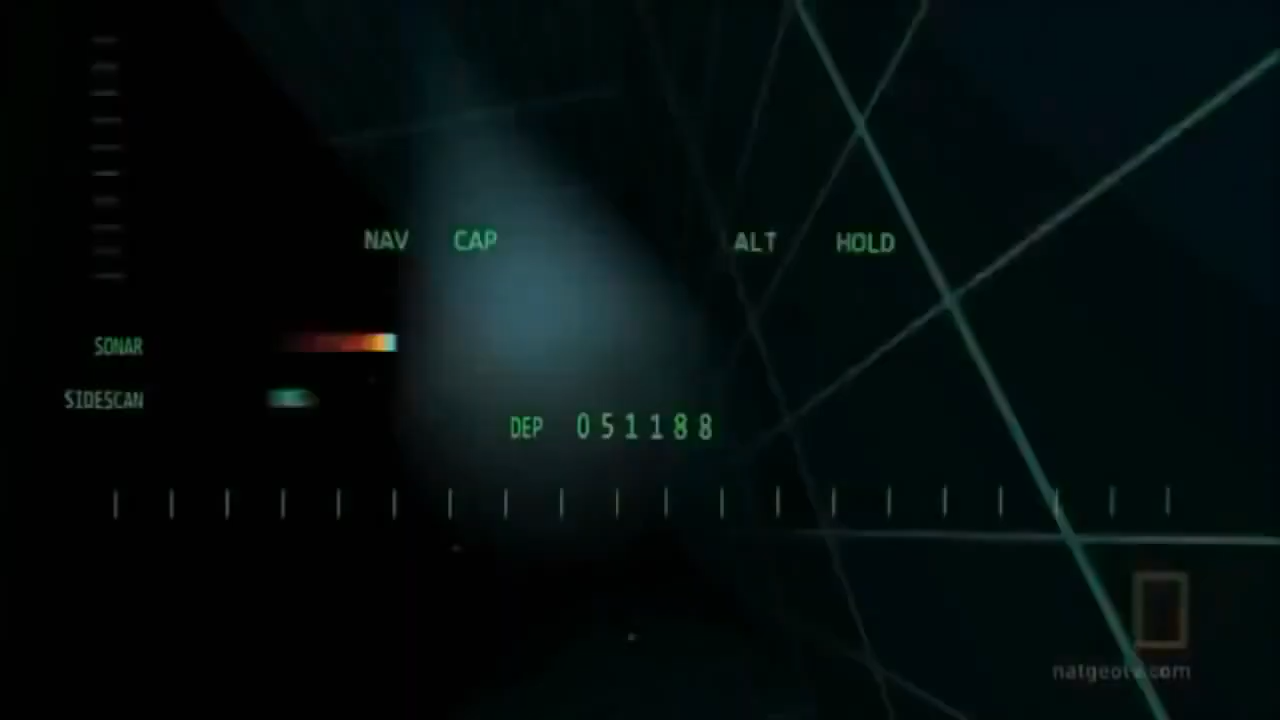 NAV CAP ALT HOLD
SONAR
SIDESCAN
DEP 051188
natgeotv.com